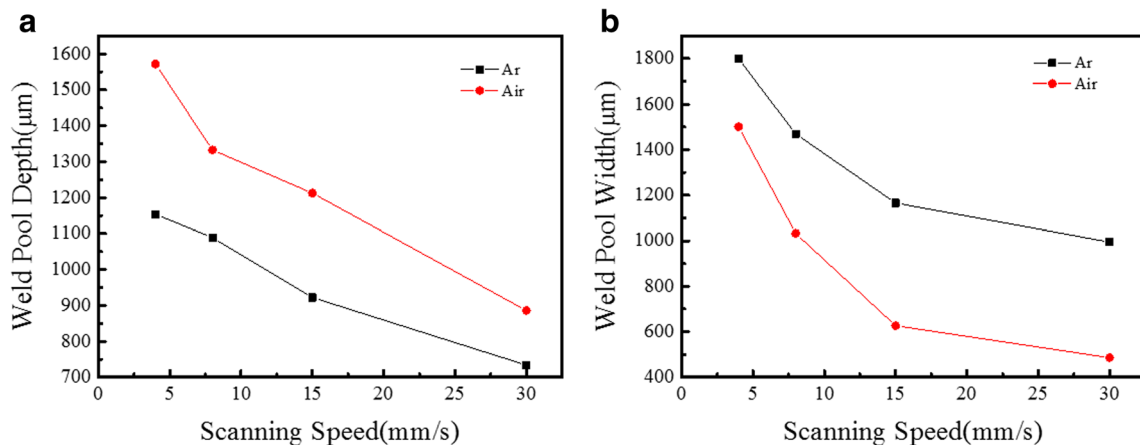 a
Weld Pool Depth(μm)
1600
1500
1400
1300
1200
1100
1000
900
800
700
0 5 10 15 20 25 30
Scanning Speed(mm/s)
Ar
Air
b
Weld Pool Width(μm)
1800
1600
1400
1200
1000
800
600
400
0 5 10 15 20 25 30
Scanning Speed(mm/s)
Ar
Air